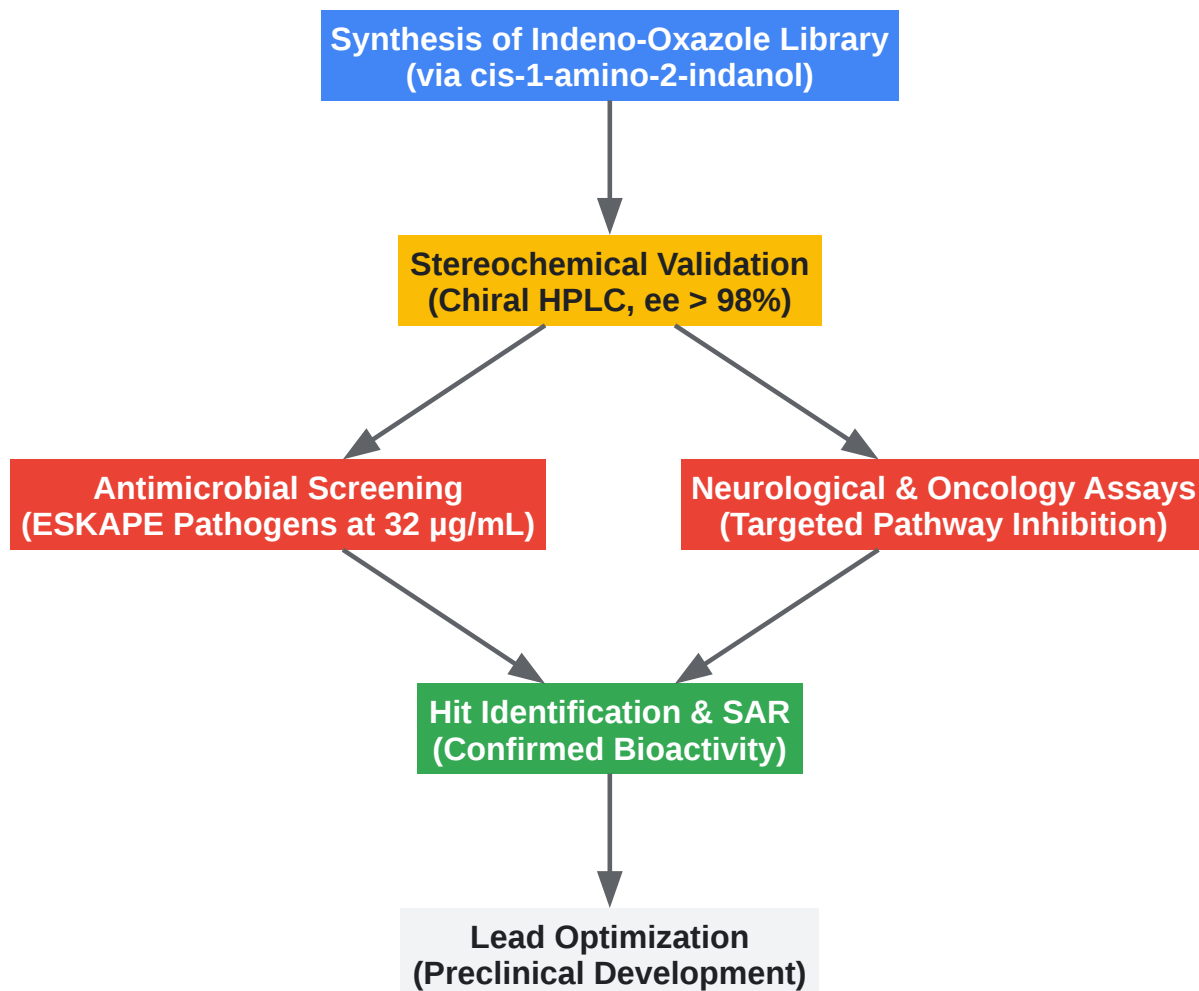 Synthesis of Indeno-Oxazole Library
(via cis-1-amino-2-indanol)
Stereochemical Validation
(Chiral HPLC, ee > 98%)
Antimicrobial Screening
(ESKAPE Pathogens at 32 µg/mL)
Neurological & Oncology Assays
(Targeted Pathway Inhibition)
Hit Identification & SAR
(Confirmed Bioactivity)
Lead Optimization
(Preclinical Development)